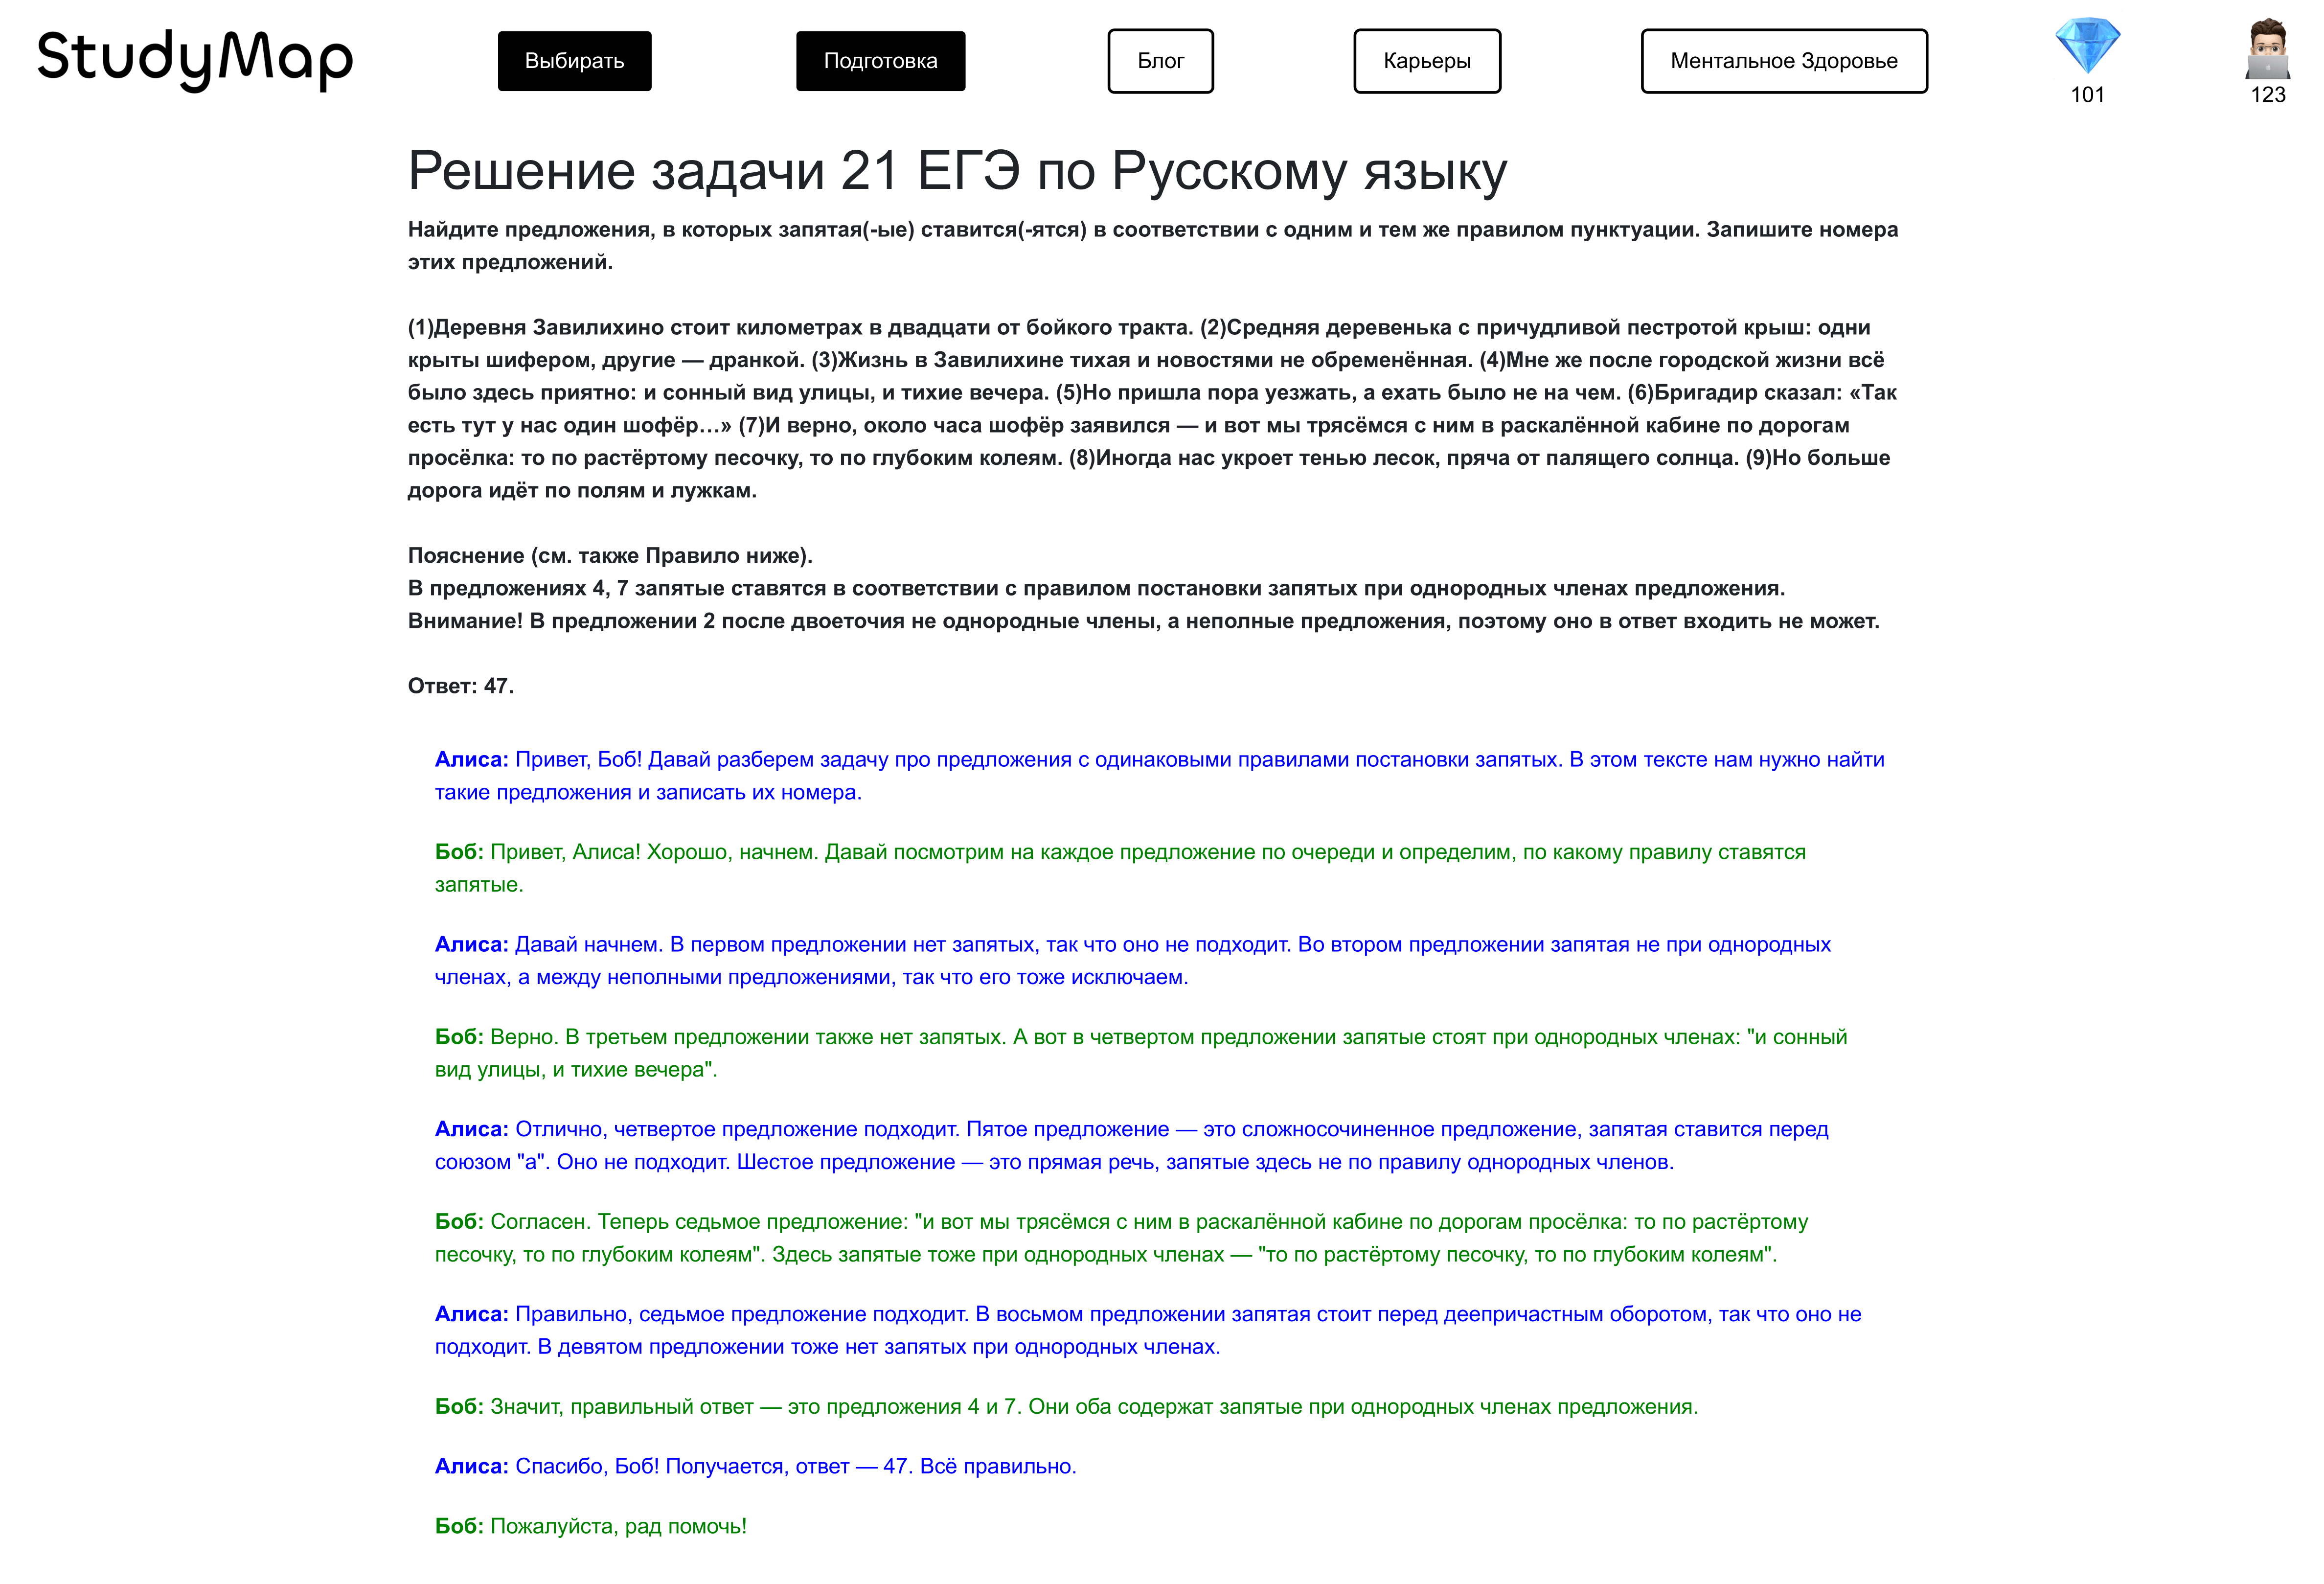 StudyMap
Выбирать
Подготовка
Блог
Карьеры
Ментальное Здоровье
101
123
Решение задачи 21 ЕГЭ по Русскому языку
Найдите предложения, в которых запятая(-ые) ставится(-ятся) в соответствии с одним и тем же правилом пунктуации. Запишите номера
этих предложений.
(1)Деревня Завилихино стоит километрах в двадцати от бойкого тракта. (2)Средняя деревенька с причудливой пестротой крыш: одни
крыты шифером, другие — дранкой. (3)Жизнь в Завилихине тихая и новостями не обременённая. (4)Мне же после городской жизни всё
было здесь приятно: и сонный вид улицы, и тихие вечера. (5)Но пришла пора уезжать, а ехать было не на чем. (6)Бригадир сказал: «Так
есть тут у нас один шофёр…» (7)И верно, около часа шофёр заявился — и вот мы трясёмся с ним в раскалённой кабине по дорогам
просёлка: то по растёртому песочку, то по глубоким колеям. (8)Иногда нас укроет тенью лесок, пряча от палящего солнца. (9)Но больше
дорога идёт по полям и лужкам.
Пояснение (см. также Правило ниже).
В предложениях 4, 7 запятые ставятся в соответствии с правилом постановки запятых при однородных членах предложения.
Внимание! В предложении 2 после двоеточия не однородные члены, а неполные предложения, поэтому оно в ответ входить не может.
Ответ: 47.
Алиса: Привет, Боб! Давай разберем задачу про предложения с одинаковыми правилами постановки запятых. В этом тексте нам нужно найти
такие предложения и записать их номера.
Боб: Привет, Алиса! Хорошо, начнем. Давай посмотрим на каждое предложение по очереди и определим, по какому правилу ставятся
запятые.
Алиса: Давай начнем. В первом предложении нет запятых, так что оно не подходит. Во втором предложении запятая не при однородных
членах, а между неполными предложениями, так что его тоже исключаем.
Боб: Верно. В третьем предложении также нет запятых. А вот в четвертом предложении запятые стоят при однородных членах: "и сонный
вид улицы, и тихие вечера".
Алиса: Отлично, четвертое предложение подходит. Пятое предложение — это сложносочиненное предложение, запятая ставится перед
союзом "а". Оно не подходит. Шестое предложение — это прямая речь, запятые здесь не по правилу однородных членов.
Боб: Согласен. Теперь седьмое предложение: "и вот мы трясёмся с ним в раскалённой кабине по дорогам просёлка: то по растёртому
песочку, то по глубоким колеям". Здесь запятые тоже при однородных членах — "то по растёртому песочку, то по глубоким колеям".
Алиса: Правильно, седьмое предложение подходит. В восьмом предложении запятая стоит перед деепричастным оборотом, так что оно не
подходит. В девятом предложении тоже нет запятых при однородных членах.
Боб: Значит, правильный ответ — это предложения 4 и 7. Они оба содержат запятые при однородных членах предложения.
Алиса: Спасибо, Боб! Получается, ответ — 47. Всё правильно.
Боб: Пожалуйста, рад помочь!